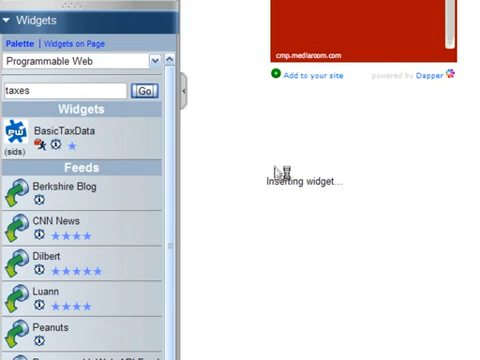 Widgets
Palette | Widgets on Page
Programmable Web
taxes
Go
Widgets
BasicTaxData
(sids)
Feeds
Berkshire Blog
CNN News
Dilbert
Luann
Peanuts
cmp.mediaroom.com
Add to your site
powered by Dapper
Inserting widget...